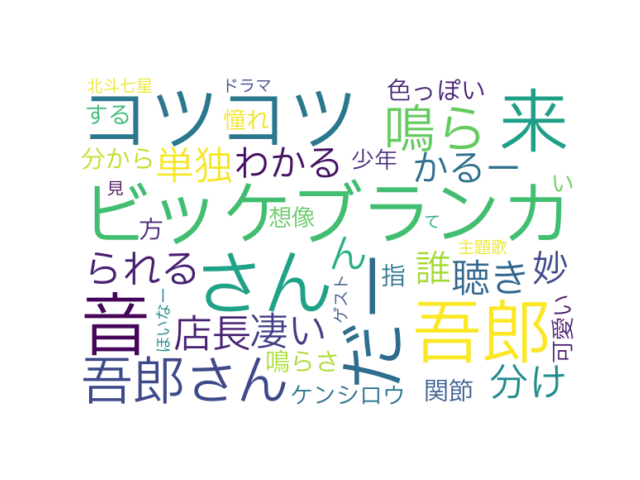 北斗七星
ドラマ
色っぽい
コツコツ
する
憧れ
鳴ら
来
分から
単独
わかる
少年
かるー
見
ビッケブランカ
い
方
想像
て
ん
主題歌
られる
さん
だー
指
誰
聴き
妙
音
ほいなー
店長凄い
ゲスト
吾郎
可愛い
吾郎さん
鳴らさ
ケンシロウ
関節
分け